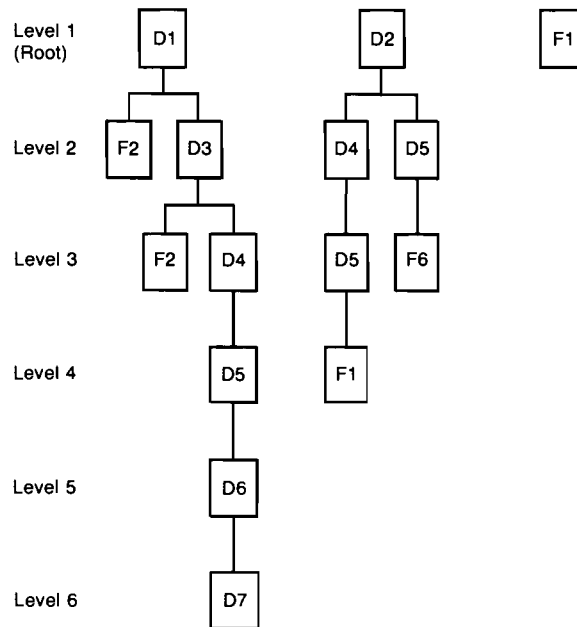 Level 1 D1 D2 F1
(Root)
Level 2 F2 D3 D4 D5
Level 3 F2 D4 D5 F6
Level 4 D5 F1
Level 5 D6
Level 6 D7